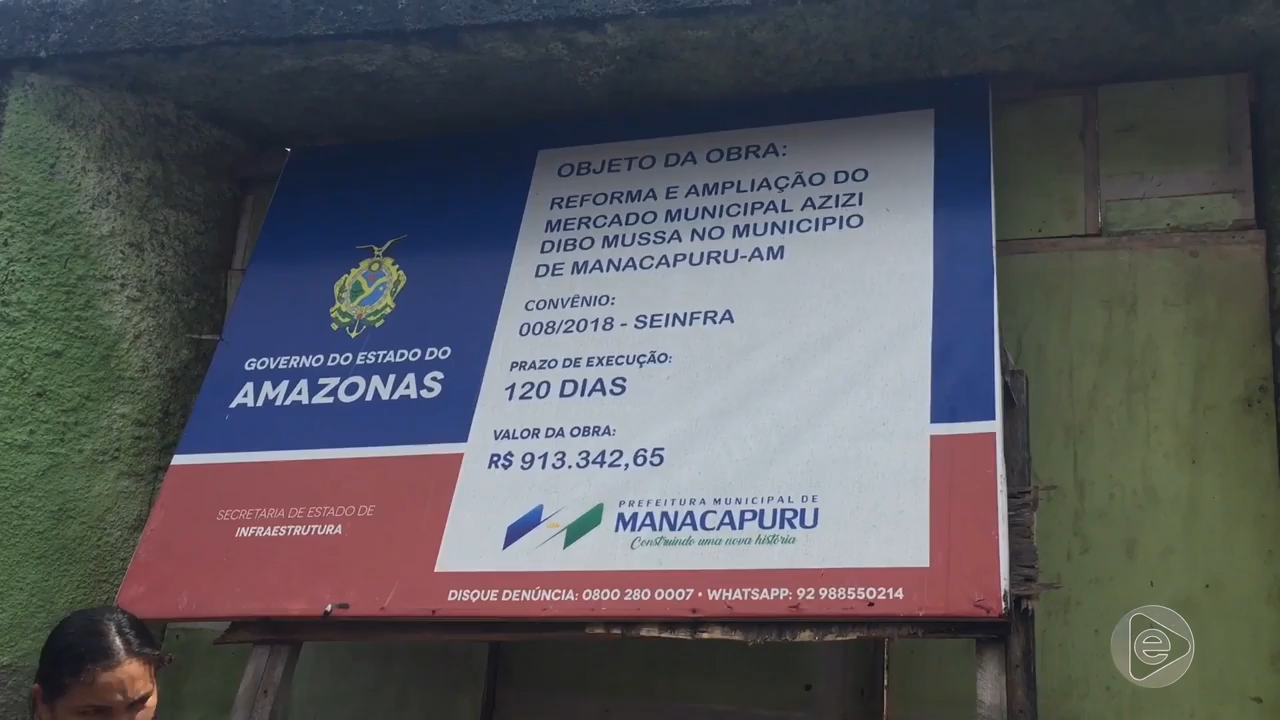 GOVERNO DO ESTADO DO
AMAZONAS
SECRETARIA DE ESTADO DE
INFRAESTRUTURA
OBJETO DA OBRA:
REFORMA E AMPLIAÇÃO DO
MERCADO MUNICIPAL AZIZI
DIBO MUSSA NO MUNICIPIO
DE MANACAPURU-AM
CONVÊNIO:
008/2018 - SEINFRA
PRAZO DE EXECUÇÃO:
120 DIAS
VALOR DA OBRA:
R$ 913.342,65
PREFEITURA MUNICIPAL DE
MANACAPURU
Construindo uma nova história
DISQUE DENÚNCIA: 0800 280 0007 • WHATSAPP: 92 988550214
e